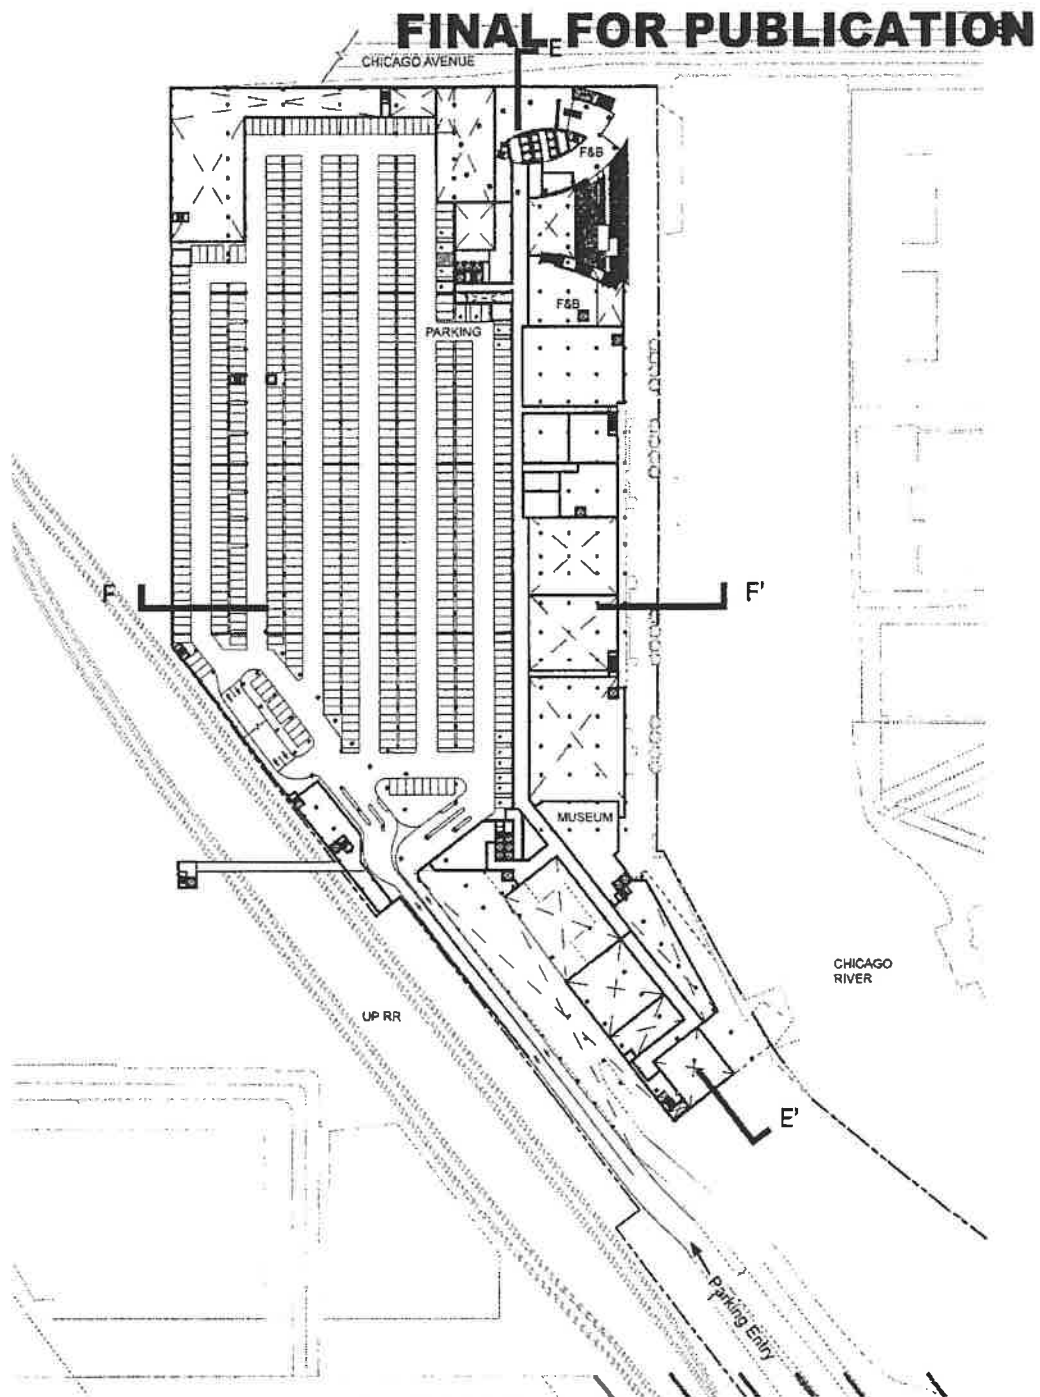 FINAL FOR PUBLICATION
E
CHICAGO AVENUE
F&B
F&B
PARKING
F
F'
MUSEUM
CHICAGO
RIVER
UP RR
E'
Parking Entry